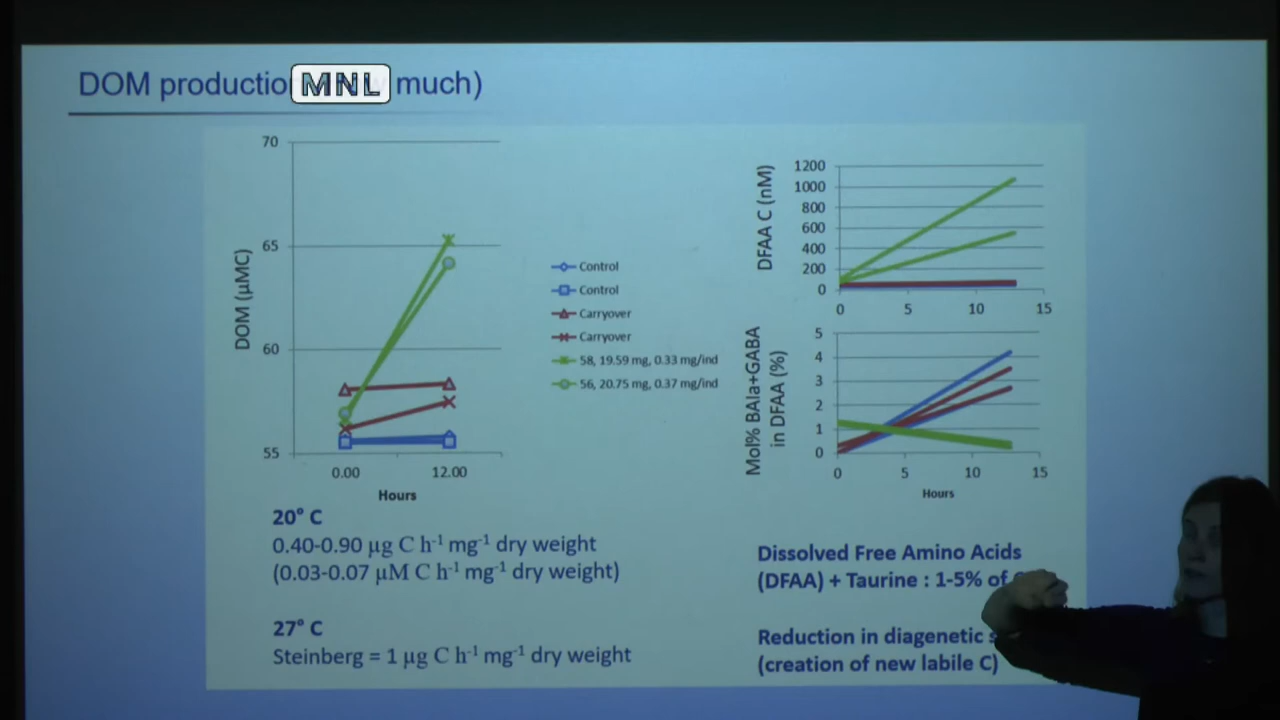 DOM productio MNL much)
70
65
60
55
DOM (µMC)
0.00 12.00
Hours
Control
Control
Carryover
Carryover
58, 19.59 mg, 0.33 mg/ind
56, 20.75 mg, 0.37 mg/ind
DFAA C (nM)
1200
1000
800
600
400
200
0
0 5 10 15
Mol% BAla+GABA
in DFAA (%)
5
4
3
2
1
0
0 5 10 15
Hours
20° C
0.40-0.90 µg C h-1 mg-1 dry weight
(0.03-0.07 µM C h-1 mg-1 dry weight)
27° C
Steinberg = 1 µg C h-1 mg-1 dry weight
Dissolved Free Amino Acids
(DFAA) + Taurine : 1-5% of
Reduction in diagenetic
(creation of new labile C)